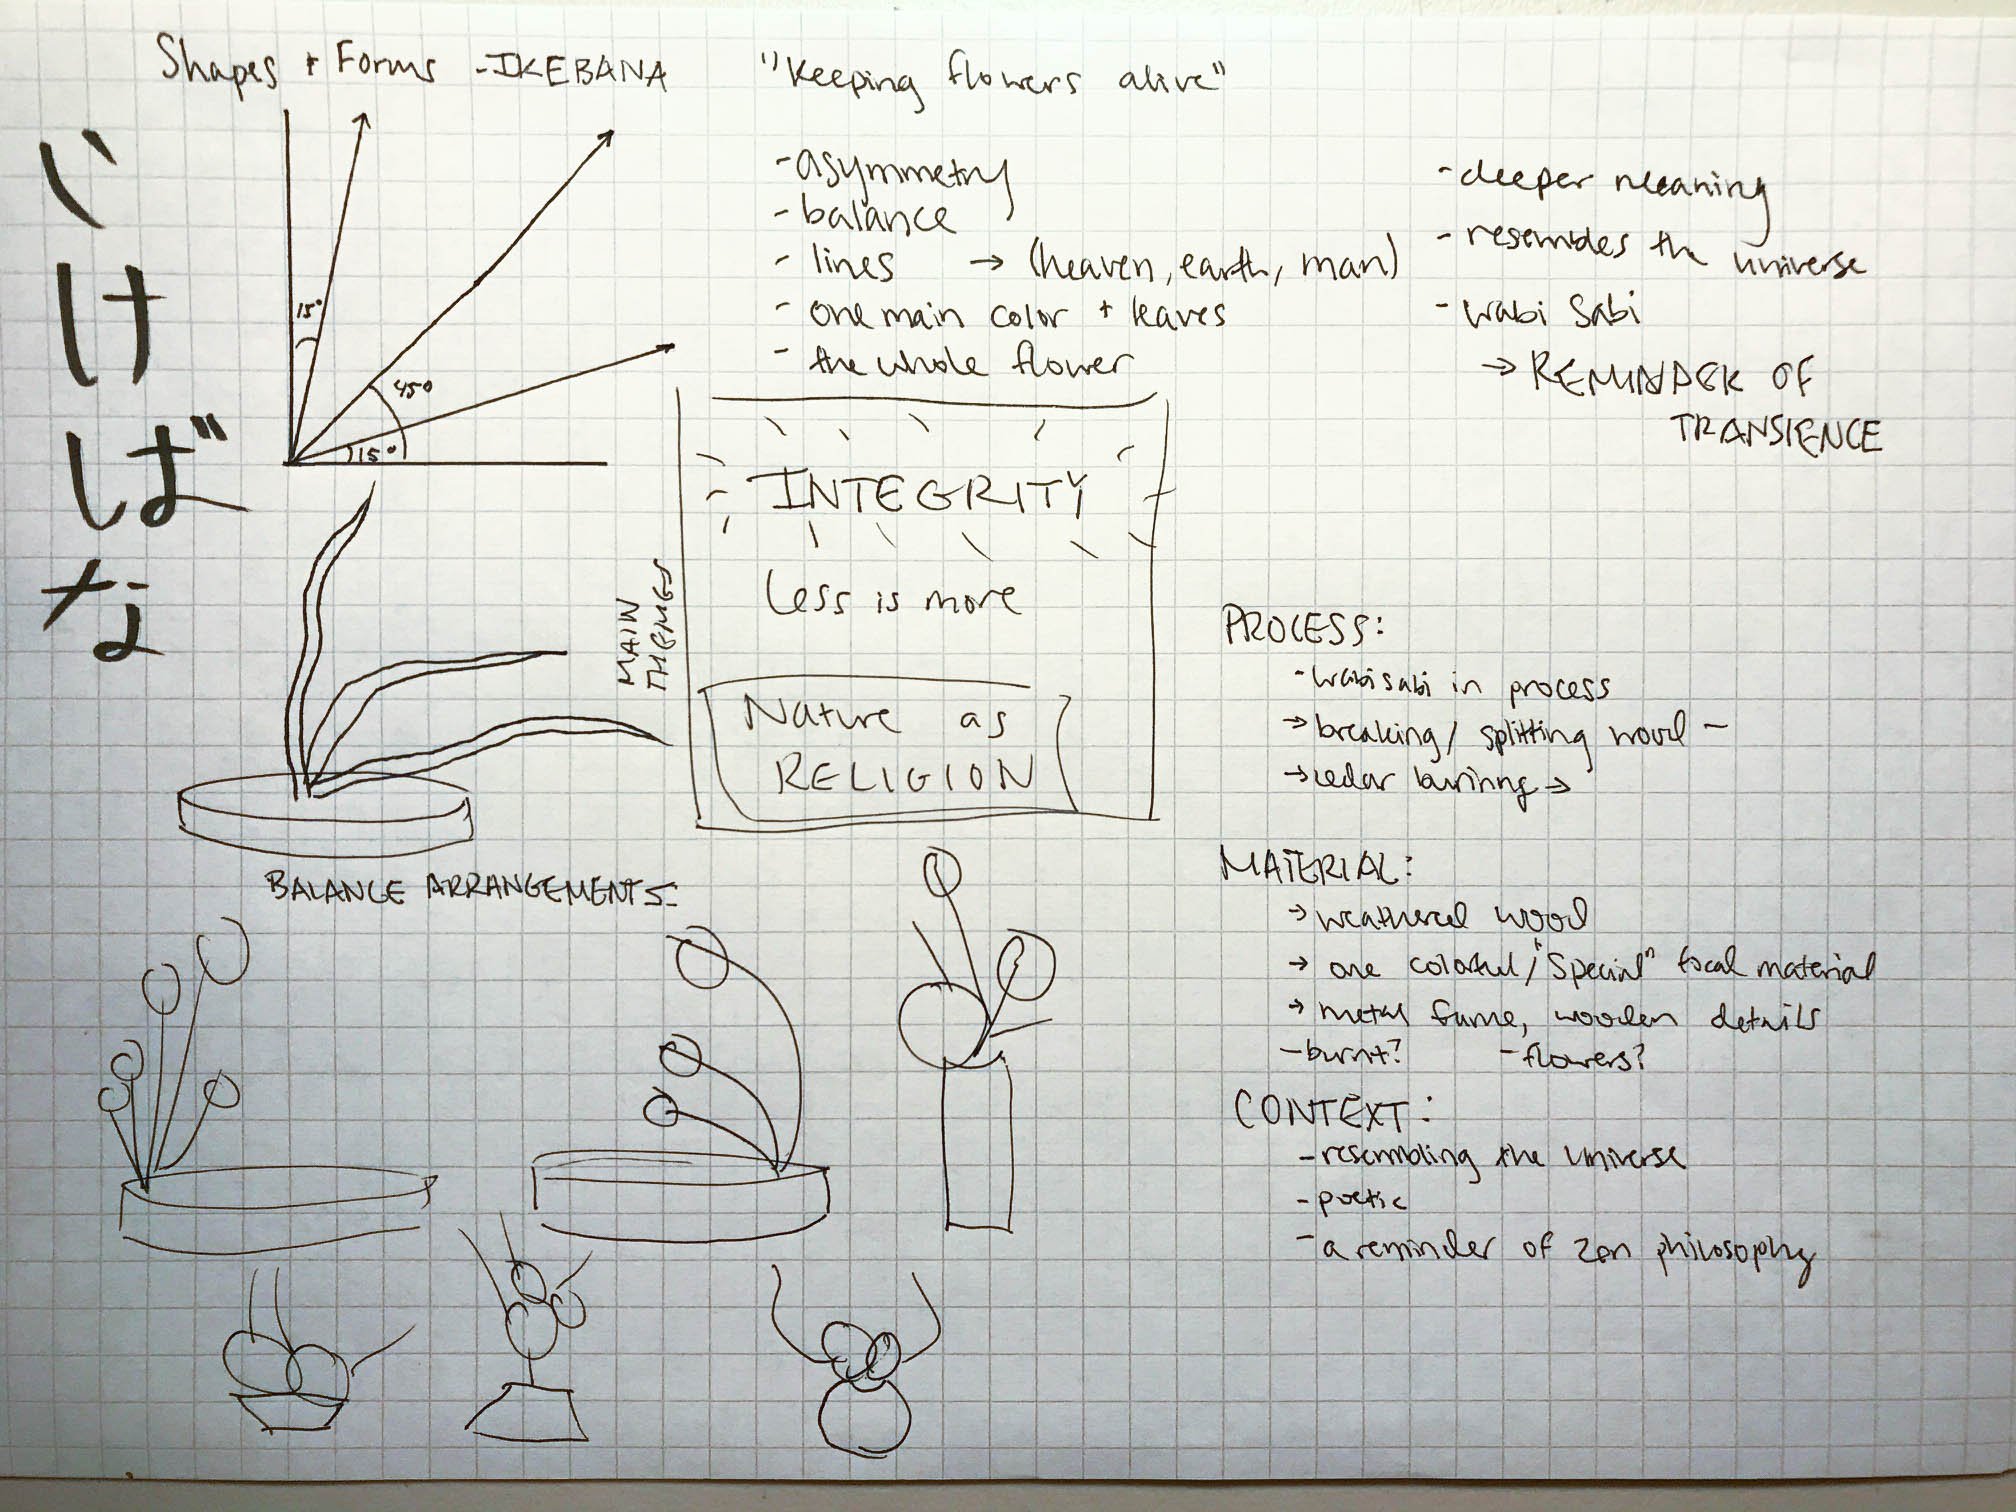 Shapes + Forms - IKEBANA
"Keeping flowers alive"
いけばな
15°
45°
15°
- asymmetry
- balance
- lines → (heaven, earth, man)
- one main color + leaves
- the whole flower
- deeper meaning
- resembles the universe
- wabi sabi
→ REMINDER OF
TRANSIENCE
MAIN
THEMES
INTEGRITY
Less is more
Nature as
RELIGION
BALANCE ARRANGEMENTS:
PROCESS:
- wabi sabi in process
→ breaking / splitting wood -
→ cedar burinng →
MATERIAL:
→ weathered wood
→ one colorful / "special" focal material
→ metal frame, wooden details
- burnt? - flowers?
CONTEXT:
- resembling the universe
- poetic
- a reminder of zen philosophy